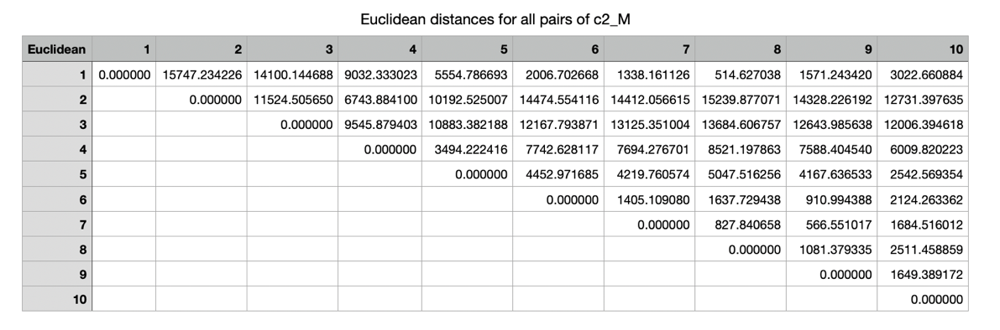 Euclidean distances for all pairs of c2_M
Euclidean 1 2 3 4 5 6 7 8 9 10
1 0.000000 15747.234226 14100.144688 9032.333023 5554.786693 2006.702668 1338.161126 514.627038 1571.243420 3022.660884
2 0.000000 11524.505650 6743.884100 10192.525007 14474.554116 14412.056615 15239.877071 14328.226192 12731.397635
3 0.000000 9545.879403 10883.382188 12167.793871 13125.351004 13684.606757 12643.985638 12006.394618
4 0.000000 3494.222416 7742.628117 7694.276701 8521.197863 7588.404540 6009.820223
5 0.000000 4452.971685 4219.760574 5047.516256 4167.636533 2542.569354
6 0.000000 1405.109080 1637.729438 910.994388 2124.263362
7 0.000000 827.840658 566.551017 1684.516012
8 0.000000 1081.379335 2511.458859
9 0.000000 1649.389172
10 0.000000